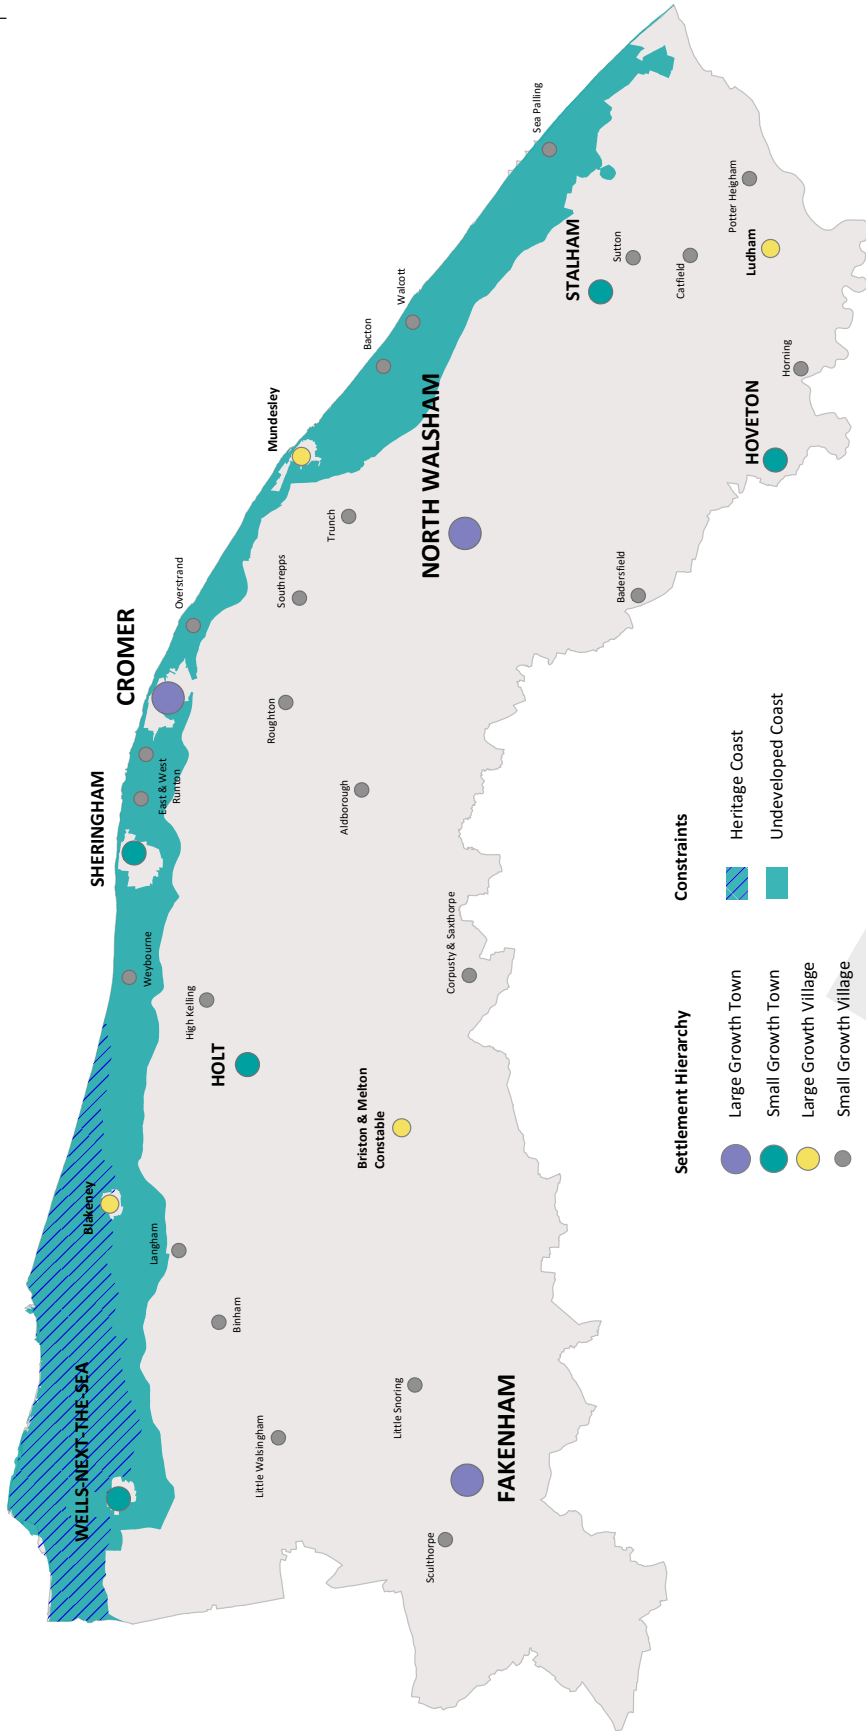 WELLS-NEXT-THE-SEA
Blakeney
Weybourne
SHERINGHAM
East & West
Runton
CROMER
Overstrand
Mundesley
Bacton
Walcott
Sea Palling
Langham
Binham
High Kelling
HOLT
Little Walsingham
Roughton
Southrepps
Trunch
Aldborough
Briston & Melton
Constable
Little Snoring
Sculthorpe
FAKENHAM
Corpusty & Saxthorpe
NORTH WALSHAM
STALHAM
Sutton
Catfield
Potter Heigham
Ludham
Badersfield
HOVETON
Horning
Settlement Hierarchy
Large Growth Town
Small Growth Town
Large Growth Village
Small Growth Village
Constraints
Heritage Coast
Undeveloped Coast